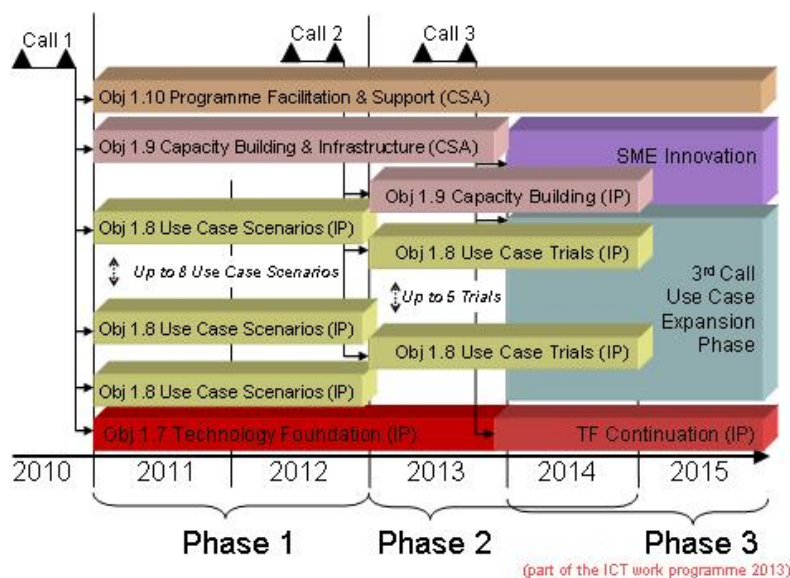 Call 1
Call 2
Call 3
Obj 1.10 Programme Facilitation & Support (CSA)
Obj 1.9 Capacity Building & Infrastructure (CSA)
SME Innovation
Obj 1.9 Capacity Building (IP)
Obj 1.8 Use Case Scenarios (IP)
Obj 1.8 Use Case Trials (IP)
Up to 8 Use Case Scenarios
Up to 5 Trials
3rd Call
Use Case
Expansion
Phase
Obj 1.8 Use Case Scenarios (IP)
Obj 1.8 Use Case Trials (IP)
Obj 1.8 Use Case Scenarios (IP)
Obj 1.7 Technology Foundation (IP)
TF Continuation (IP)
2010 2011 2012 2013 2014 2015
Phase 1 Phase 2 Phase 3
(part of the ICT work programme 2013)